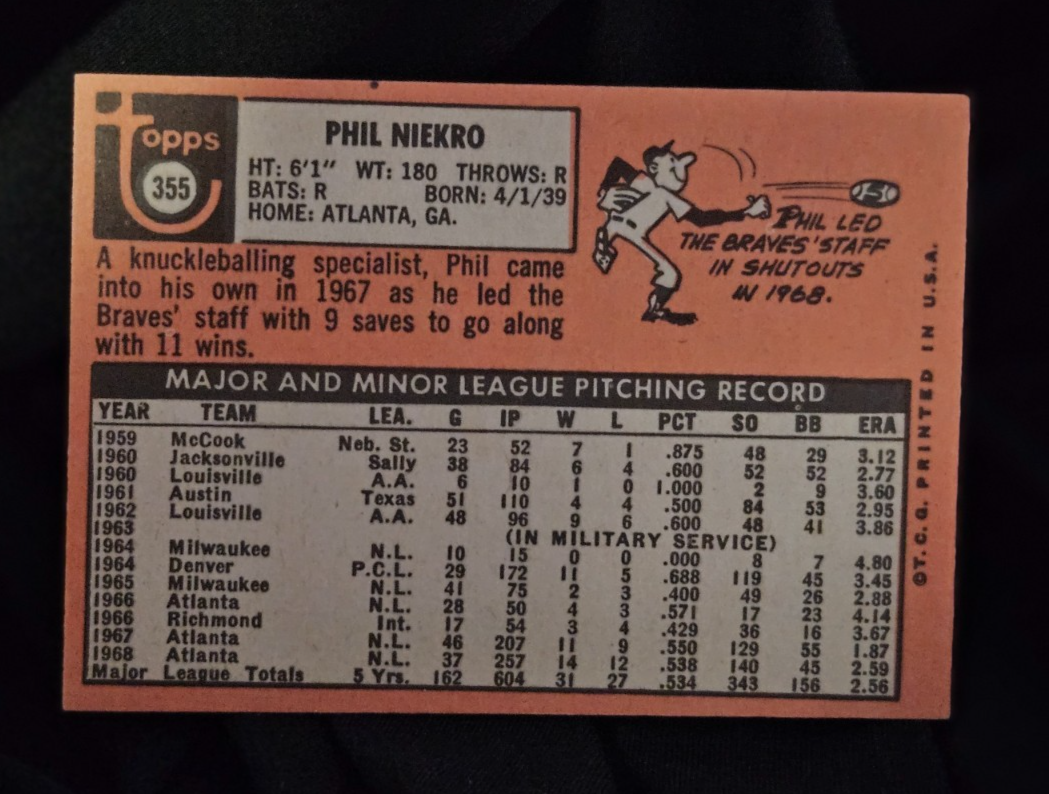 topps
355
PHIL NIEKRO
HT: 6'1" WT: 180 THROWS: R
BATS: R BORN: 4/1/39
HOME: ATLANTA, GA.
PHIL LED
THE BRAVES' STAFF
IN SHUTOUTS
IN 1968.
A knuckleballing specialist, Phil came
into his own in 1967 as he led the
Braves' staff with 9 saves to go along
with 11 wins.
MAJOR AND MINOR LEAGUE PITCHING RECORD
YEAR TEAM LEA. G IP W L PCT SO BB ERA
1959 McCook Neb. St. 23 52 7 1 .875 48 29 3.12
1960 Jacksonville Sally 38 84 6 4 .600 52 52 2.77
1960 Louisville A.A. 6 10 1 0 1.000 2 9 3.60
1961 Austin Texas 51 110 4 4 .500 84 53 2.95
1962 Louisville A.A. 48 96 9 6 .600 48 41 3.86
1963 (IN MILITARY SERVICE)
1964 Milwaukee N.L. 10 15 0 0 .000 8 7 4.80
1964 Denver P.C.L. 29 172 11 5 .688 119 45 3.45
1965 Milwaukee N.L. 41 75 2 3 .400 49 26 2.88
1966 Atlanta N.L. 28 50 4 3 .571 17 23 4.14
1966 Richmond Int. 17 54 3 4 .429 36 16 3.67
1967 Atlanta N.L. 46 207 11 9 .550 129 55 1.87
1968 Atlanta N.L. 37 257 14 12 .538 140 45 2.59
Major League Totals 5 Yrs. 162 604 31 27 .534 343 156 2.56
©T.C.G. PRINTED IN U.S.A.